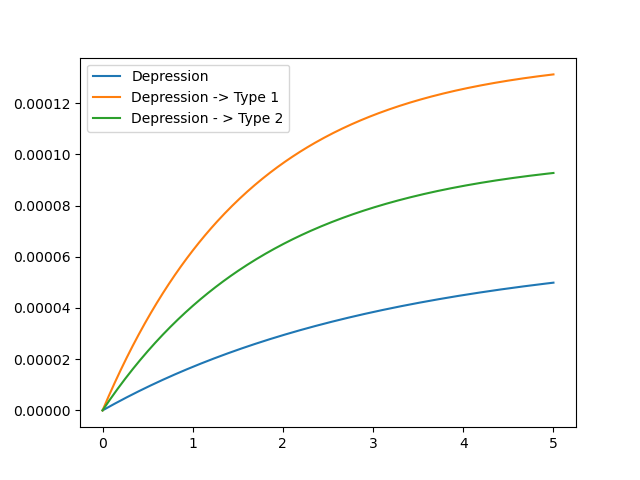 Depression
Depression -> Type 1
Depression - > Type 2
0.00012
0.00010
0.00008
0.00006
0.00004
0.00002
0.00000
0 1 2 3 4 5